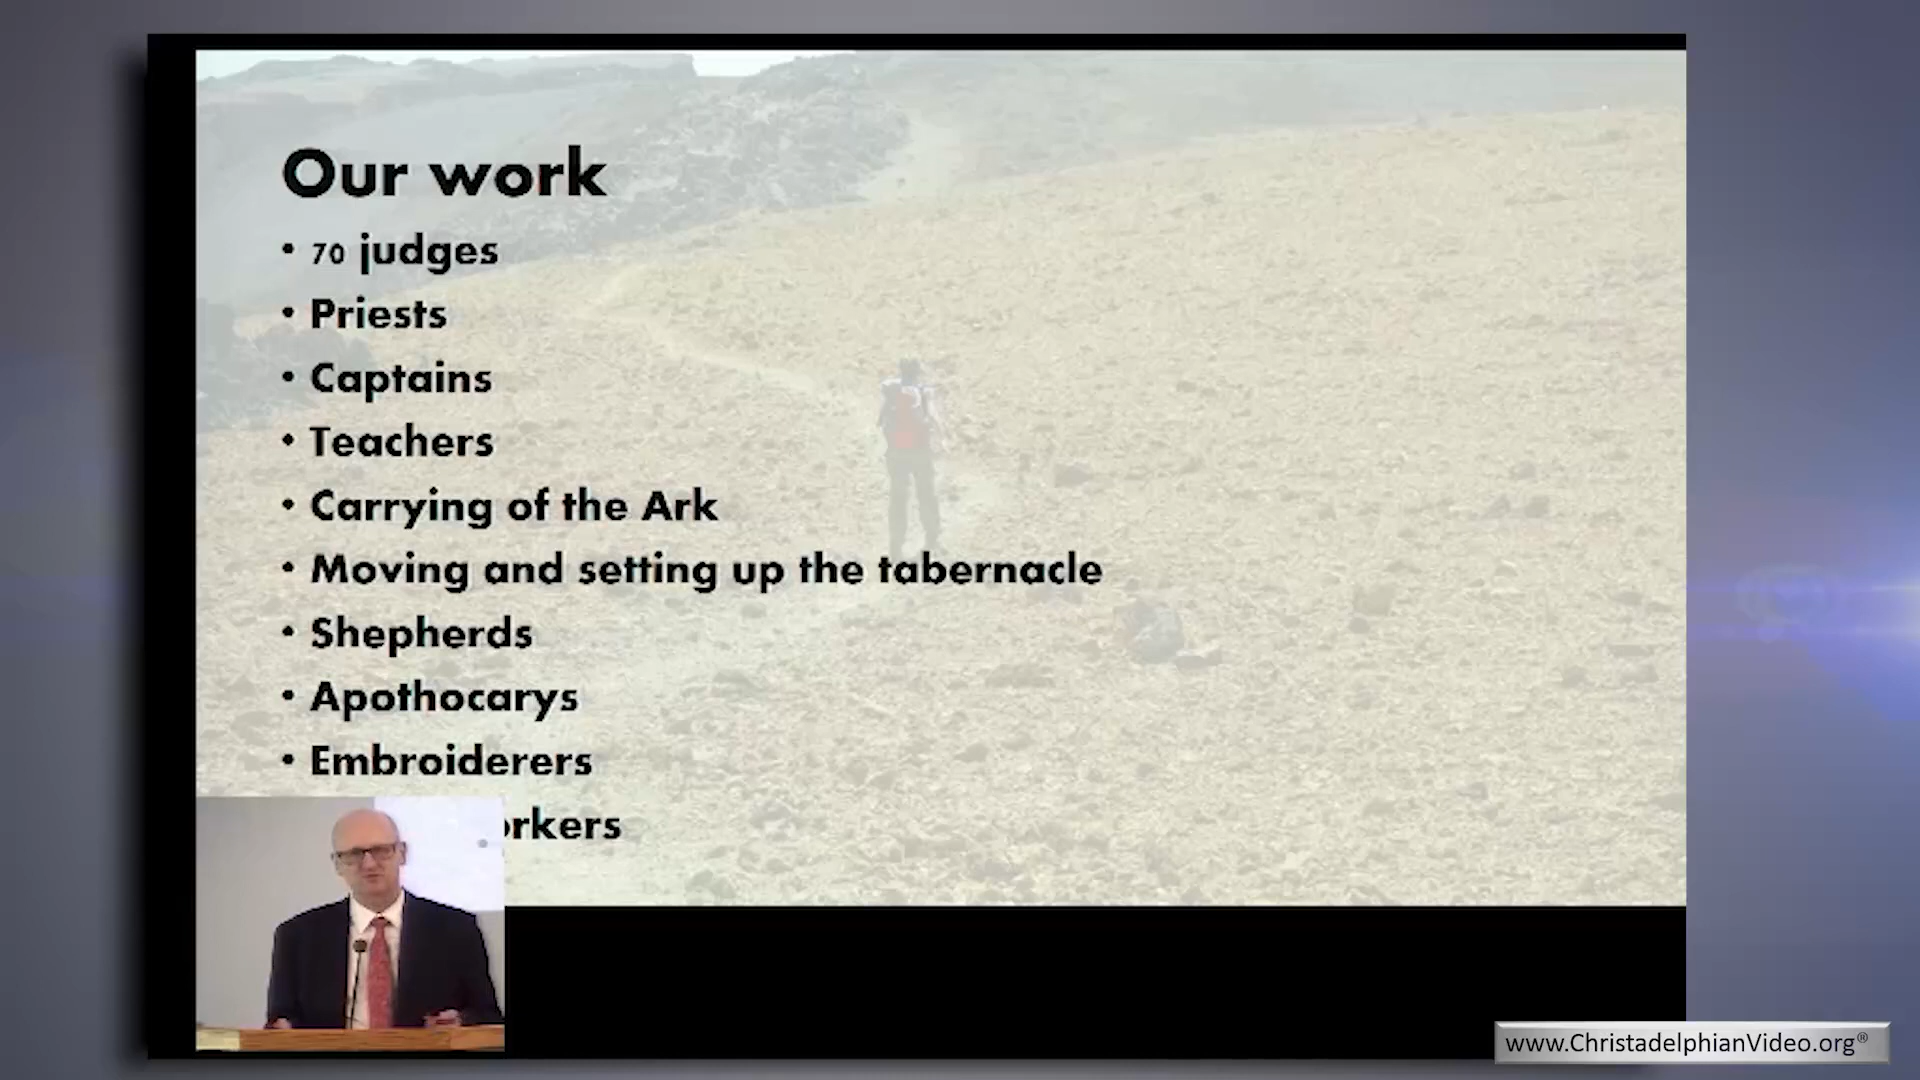 Our work
• 70 judges
• Priests
• Captains
• Teachers
• Carrying of the Ark
• Moving and setting up the tabernacle
• Shepherds
• Apothocarys
• Embroiderers
www.ChristadelphianVideo.org®